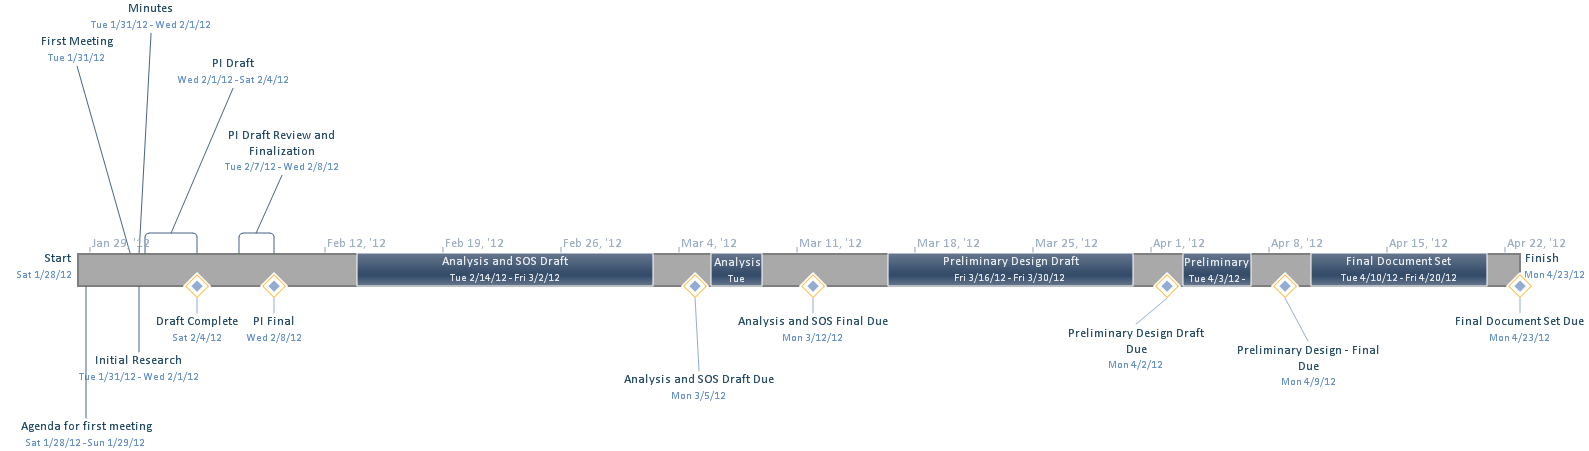 Minutes
Tue 1/31/12 - Wed 2/1/12
First Meeting
Tue 1/31/12
PI Draft
Wed 2/1/12 - Sat 2/4/12
PI Draft Review and
Finalization
Tue 2/7/12 - Wed 2/8/12
Jan 29, '12
Feb 12, '12
Feb 19, '12
Feb 26, '12
Mar 4, '12
Mar 11, '12
Mar 18, '12
Mar 25, '12
Apr 1, '12
Apr 8, '12
Apr 15, '12
Apr 22, '12
Start
Sat 1/28/12
Analysis and SOS Draft
Tue 2/14/12 - Fri 3/2/12
Analysis
Tue
Preliminary Design Draft
Fri 3/16/12 - Fri 3/30/12
Preliminary
Tue 4/3/12 -
Final Document Set
Tue 4/10/12 - Fri 4/20/12
Finish
Mon 4/23/12
Draft Complete
Sat 2/4/12
PI Final
Wed 2/8/12
Analysis and SOS Final Due
Mon 3/12/12
Preliminary Design Draft
Due
Mon 4/2/12
Final Document Set Due
Mon 4/23/12
Initial Research
Tue 1/31/12 - Wed 2/1/12
Preliminary Design - Final
Due
Mon 4/9/12
Analysis and SOS Draft Due
Mon 3/5/12
Agenda for first meeting
Sat 1/28/12 - Sun 1/29/12